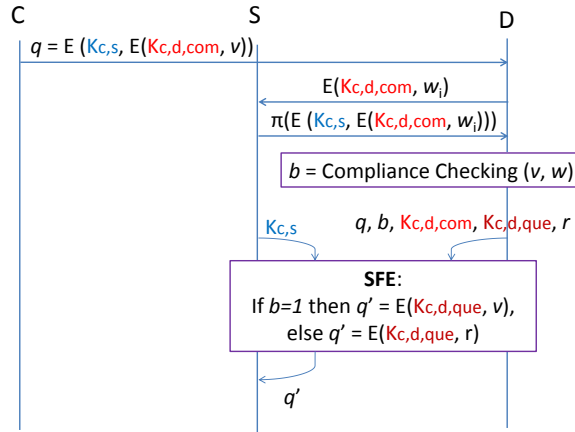 C S D
q = E (Kc,s, E(Kc,d,com, v))
E(Kc,d,com, wi)
π(E (Kc,s, E(Kc,d,com, wi)))
b = Compliance Checking (v, w)
Kc,s
q, b, Kc,d,com, Kc,d,que, r
SFE:
If b=1 then q' = E(Kc,d,que, v),
else q' = E(Kc,d,que, r)
q'